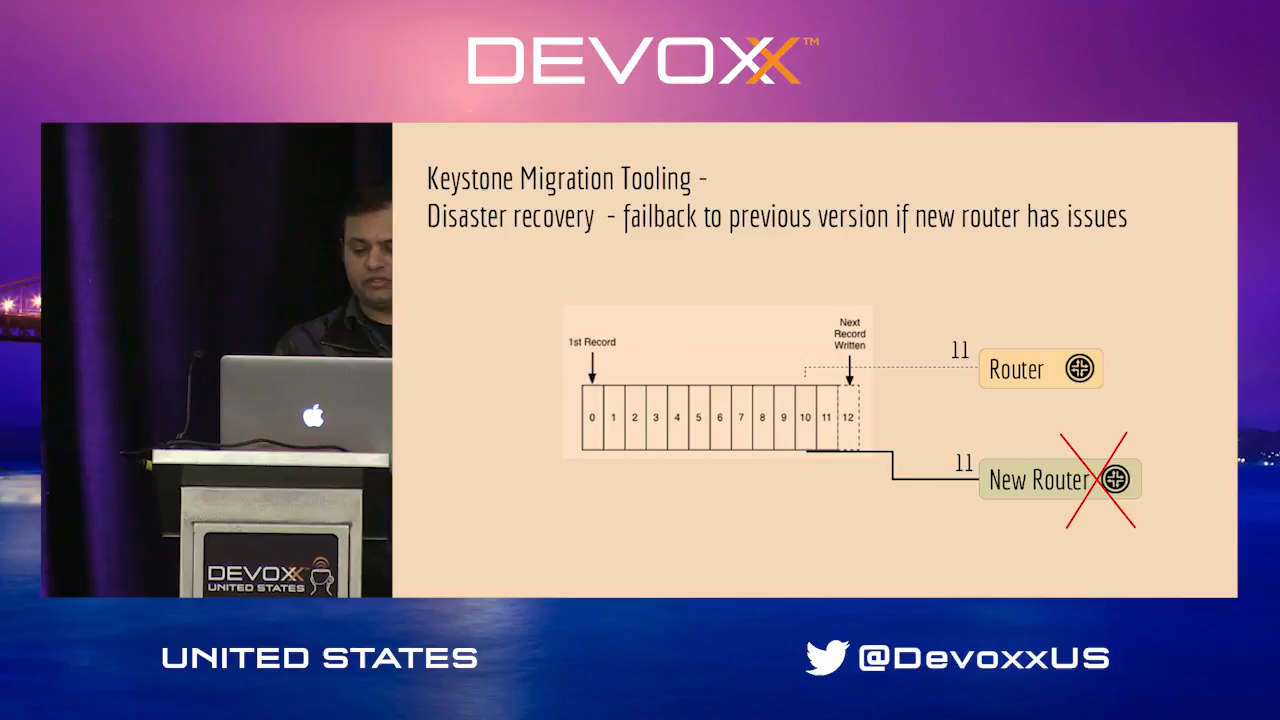 DEVOXX™
Keystone Migration Tooling -
Disaster recovery - failback to previous version if new router has issues
1st Record
Next
Record
Written
0 1 2 3 4 5 6 7 8 9 10 11 12
11
Router
11
New Router
DEVOXX
UNITED STATES
UNITED STATES
@DevoxxUS